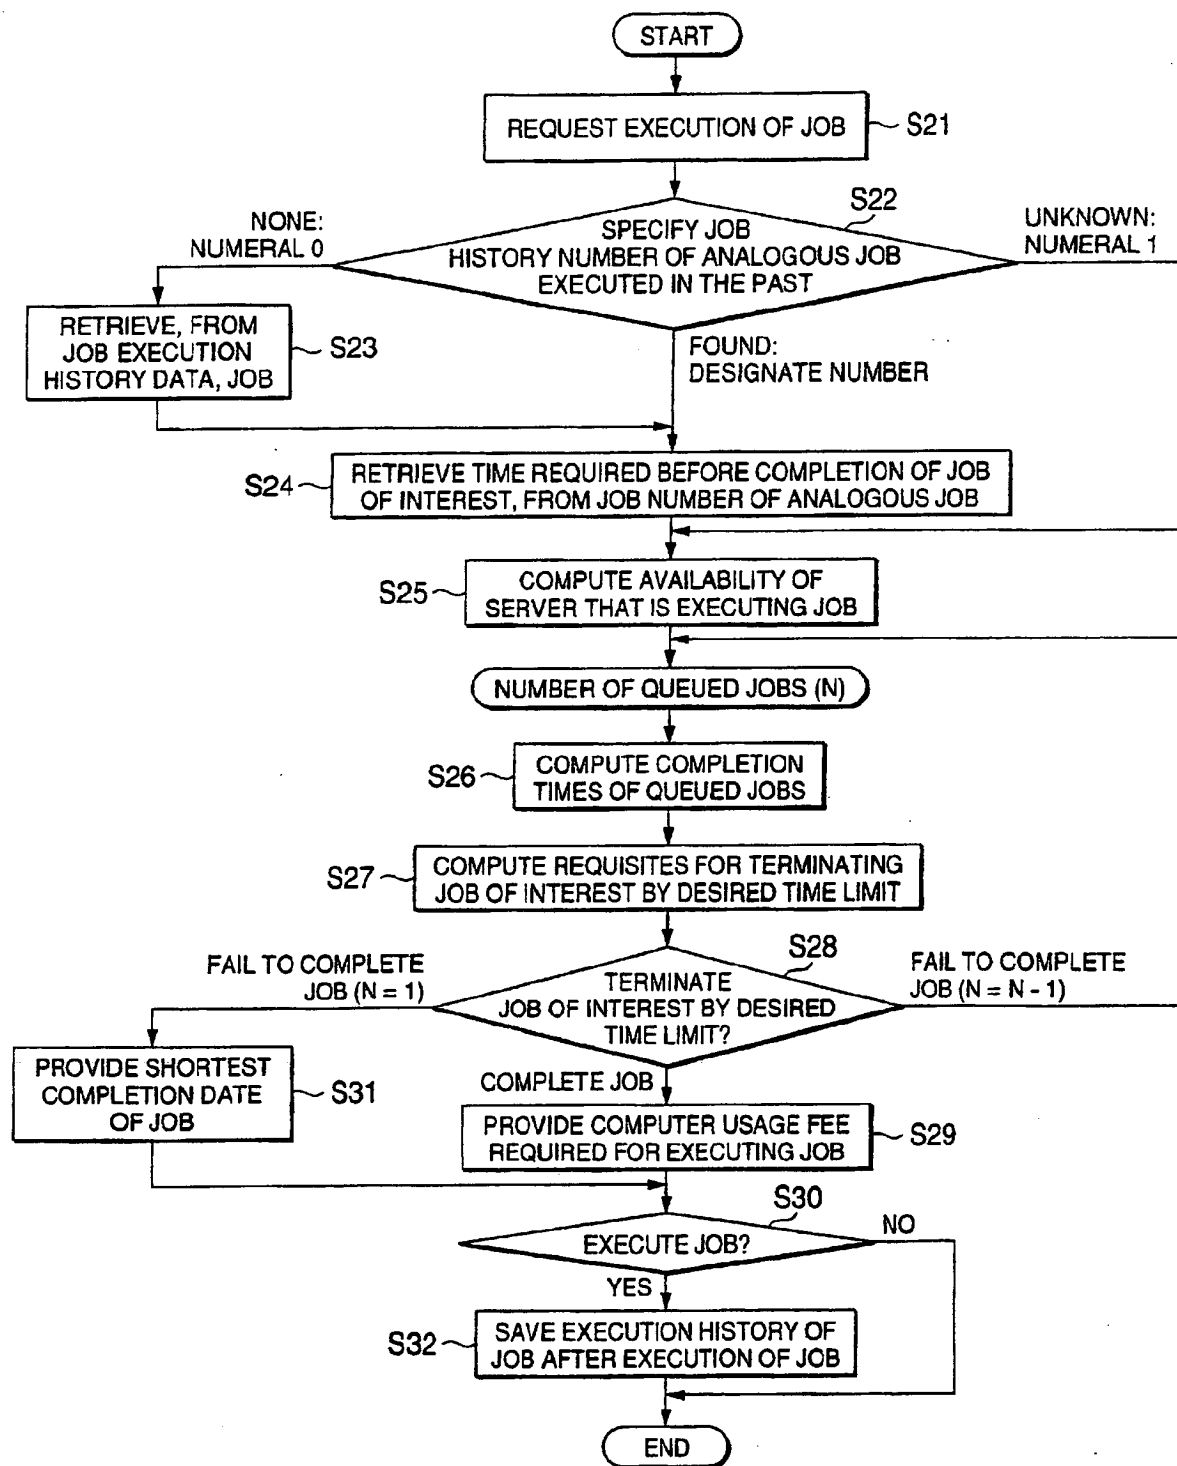 START
REQUEST EXECUTION OF JOB
S21
S22
NONE:
NUMERAL 0
SPECIFY JOB
HISTORY NUMBER OF ANALOGOUS JOB
EXECUTED IN THE PAST
UNKNOWN:
NUMERAL 1
RETRIEVE, FROM
JOB EXECUTION
HISTORY DATA, JOB
S23
FOUND:
DESIGNATE NUMBER
S24
RETRIEVE TIME REQUIRED BEFORE COMPLETION OF JOB
OF INTEREST, FROM JOB NUMBER OF ANALOGOUS JOB
S25
COMPUTE AVAILABILITY OF
SERVER THAT IS EXECUTING JOB
NUMBER OF QUEUED JOBS (N)
S26
COMPUTE COMPLETION
TIMES OF QUEUED JOBS
S27
COMPUTE REQUISITES FOR TERMINATING
JOB OF INTEREST BY DESIRED TIME LIMIT
S28
FAIL TO COMPLETE
JOB (N = 1)
TERMINATE
JOB OF INTEREST BY DESIRED
TIME LIMIT?
FAIL TO COMPLETE
JOB (N = N - 1)
PROVIDE SHORTEST
COMPLETION DATE
OF JOB
S31
COMPLETE JOB
PROVIDE COMPUTER USAGE FEE
REQUIRED FOR EXECUTING JOB
S29
S30
EXECUTE JOB?
NO
YES
S32
SAVE EXECUTION HISTORY OF
JOB AFTER EXECUTION OF JOB
END